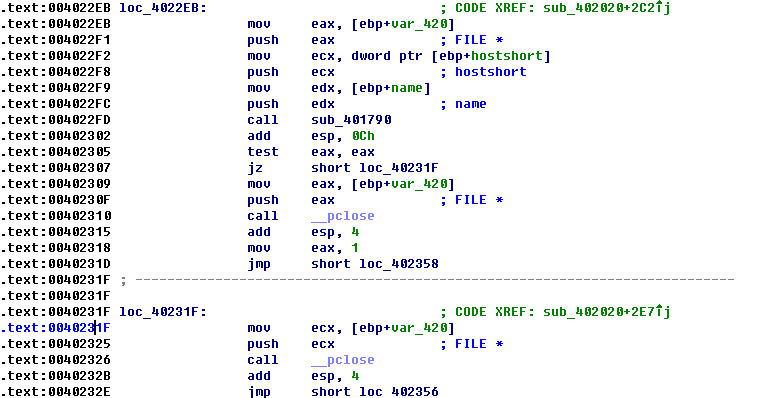 .text:004022EB loc_4022EB: ; CODE XREF: sub_402020+2C2↑j
.text:004022EB mov eax, [ebp+var_420]
.text:004022F1 push eax ; FILE *
.text:004022F2 mov ecx, dword ptr [ebp+hostshort]
.text:004022F8 push ecx ; hostshort
.text:004022F9 mov edx, [ebp+name]
.text:004022FC push edx ; name
.text:004022FD call sub_401790
.text:00402302 add esp, 0Ch
.text:00402305 test eax, eax
.text:00402307 jz short loc_40231F
.text:00402309 mov eax, [ebp+var_420]
.text:0040230F push eax ; FILE *
.text:00402310 call __pclose
.text:00402315 add esp, 4
.text:00402318 mov eax, 1
.text:0040231D jmp short loc_402358
.text:0040231F ; ---------------------------------------------------------------------------
.text:0040231F
.text:0040231F loc_40231F: ; CODE XREF: sub_402020+2E7↑j
.text:0040231F mov ecx, [ebp+var_420]
.text:00402325 push ecx ; FILE *
.text:00402326 call __pclose
.text:0040232B add esp, 4
.text:0040232E jmp short loc_402356